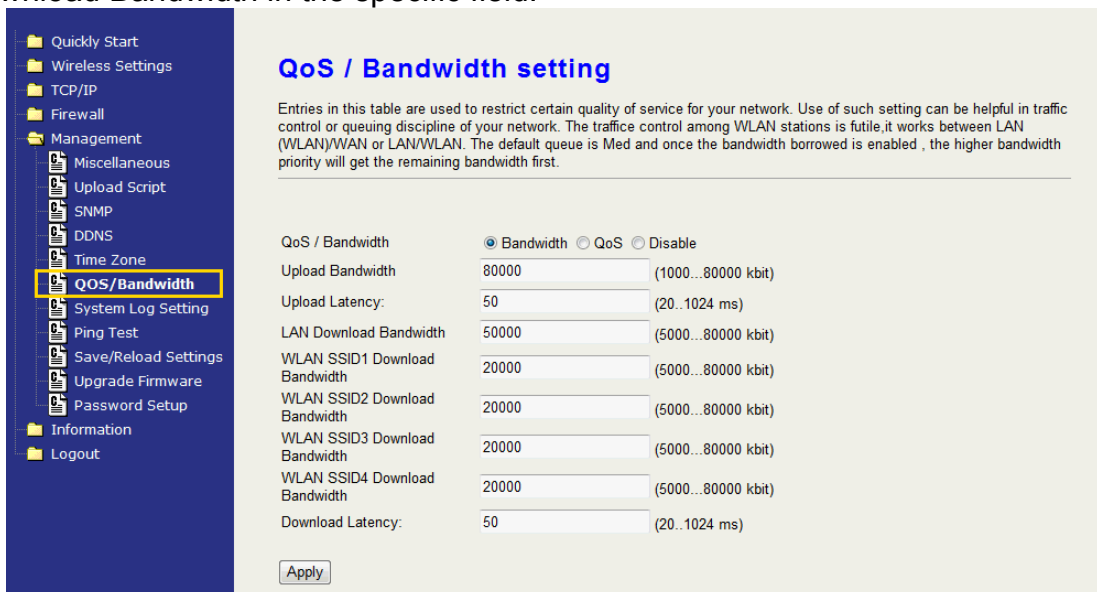 wnload Bandwidth in the specific field.
Quickly Start
Wireless Settings
TCP/IP
Firewall
Management
Miscellaneous
Upload Script
SNMP
DDNS
Time Zone
QOS/Bandwidth
System Log Setting
Ping Test
Save/Reload Settings
Upgrade Firmware
Password Setup
Information
Logout
QoS / Bandwidth setting
Entries in this table are used to restrict certain quality of service for your network. Use of such setting can be helpful in traffic
control or queuing discipline of your network. The traffice control among WLAN stations is futile,it works between LAN
(WLAN)/WAN or LAN/WLAN. The default queue is Med and once the bandwidth borrowed is enabled , the higher bandwidth
priority will get the remaining bandwidth first.
QoS / Bandwidth Bandwidth QoS Disable
Upload Bandwidth 80000 (1000...80000 kbit)
Upload Latency: 50 (20..1024 ms)
LAN Download Bandwidth 50000 (5000...80000 kbit)
WLAN SSID1 Download
Bandwidth 20000 (5000...80000 kbit)
WLAN SSID2 Download
Bandwidth 20000 (5000...80000 kbit)
WLAN SSID3 Download
Bandwidth 20000 (5000...80000 kbit)
WLAN SSID4 Download
Bandwidth 20000 (5000...80000 kbit)
Download Latency: 50 (20..1024 ms)
Apply